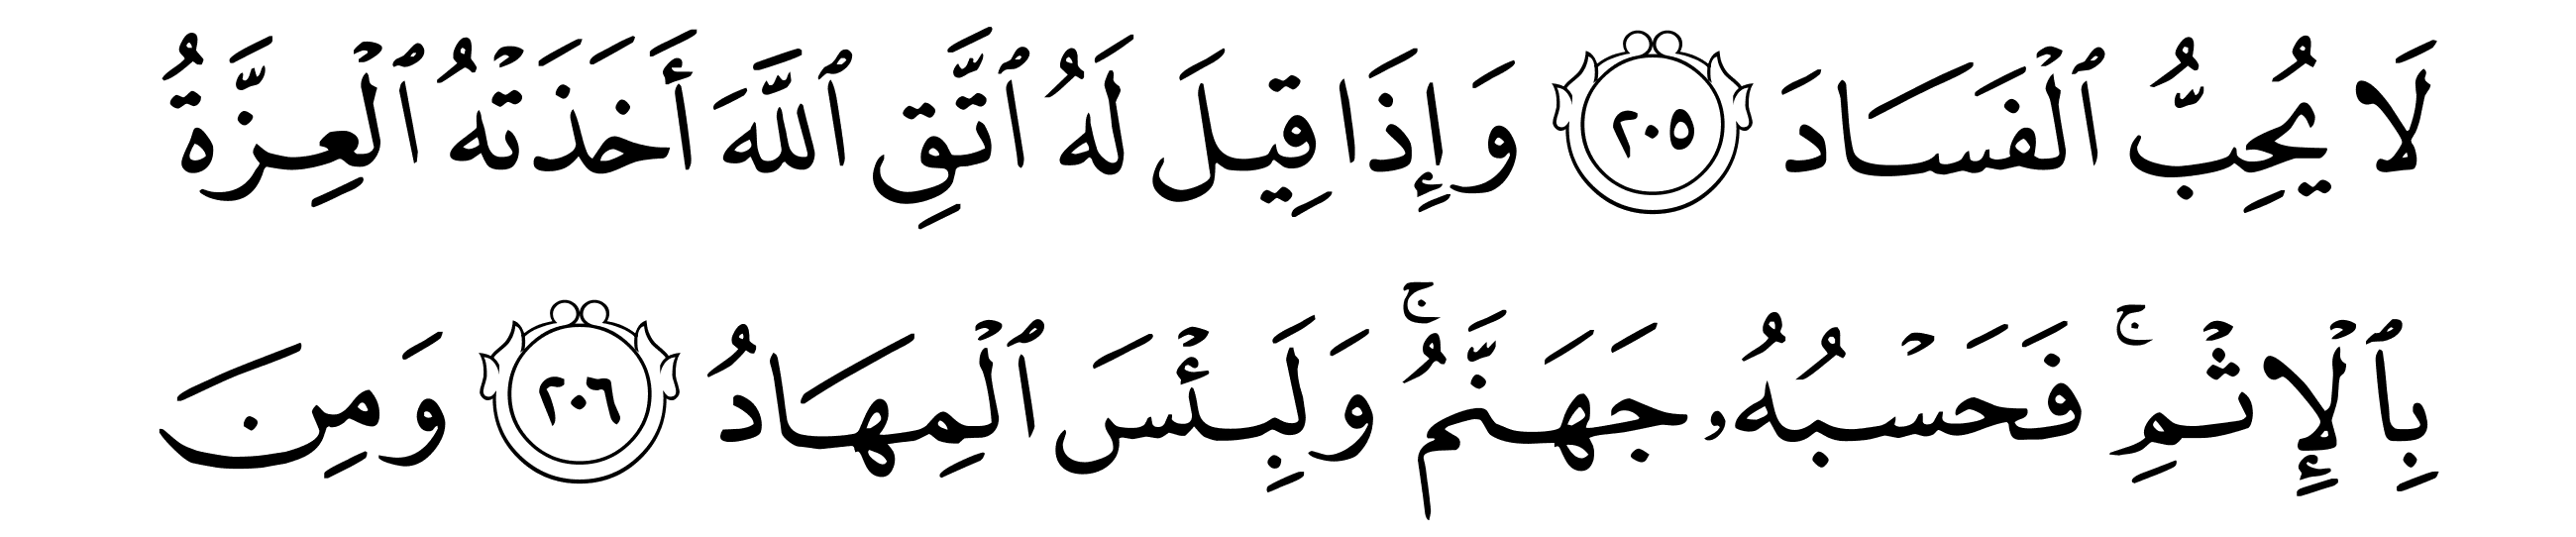 لَا يُحِبُّ ٱلْفَسَادَ ٢٠٥ وَإِذَا قِيلَ لَهُ ٱتَّقِ ٱللَّهَ أَخَذَتْهُ ٱلْعِزَّةُ
بِٱلْإِثْمِۚ فَحَسْبُهُۥ جَهَنَّمُۚ وَلَبِئْسَ ٱلْمِهَادُ ٢٠٦ وَمِنَ